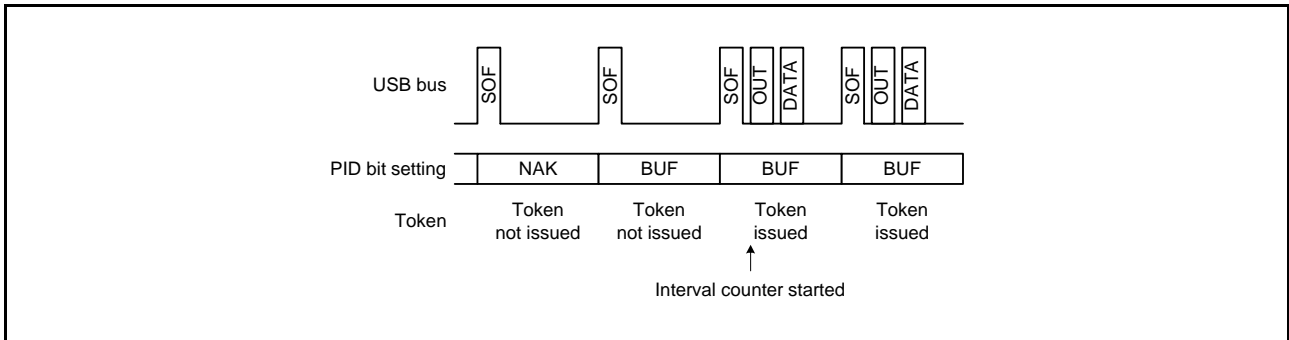 USB bus
SOF
SOF
SOF
OUT
DATA
SOF
OUT
DATA
PID bit setting
NAK
BUF
BUF
BUF
Token
Token
not issued
Token
not issued
Token
issued
Token
issued
Interval counter started